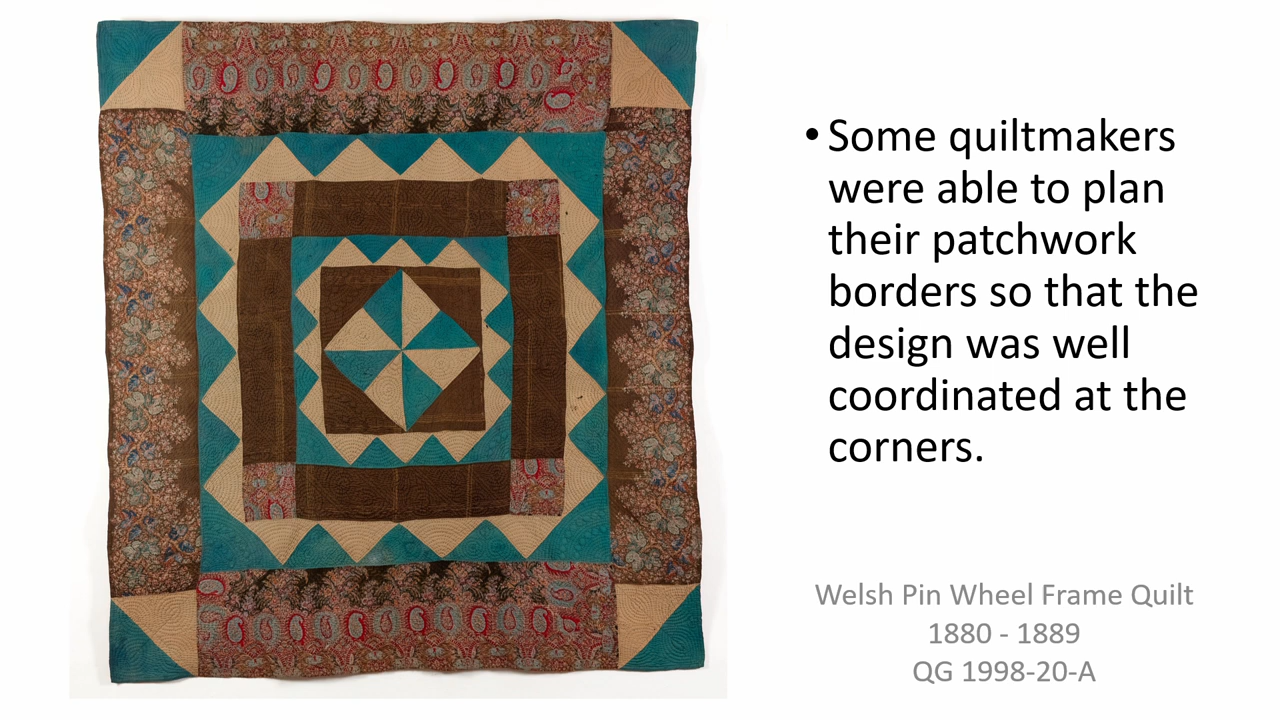 • Some quiltmakers
were able to plan
their patchwork
borders so that the
design was well
coordinated at the
corners.
Welsh Pin Wheel Frame Quilt
1880 - 1889
QG 1998-20-A